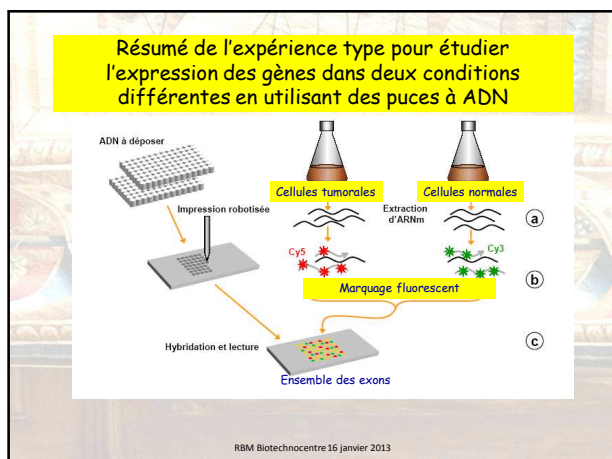 Résumé de l'expérience type pour étudier
l'expression des gènes dans deux conditions
différentes en utilisant des puces à ADN
ADN à déposer
Impression robotisée
Cellules tumorales
Cellules normales
Extraction
d'ARNm
a
Cy5
Cy3
Marquage fluorescent
b
Hybridation et lecture
c
Ensemble des exons
RBM Biotechnocentre 16 janvier 2013